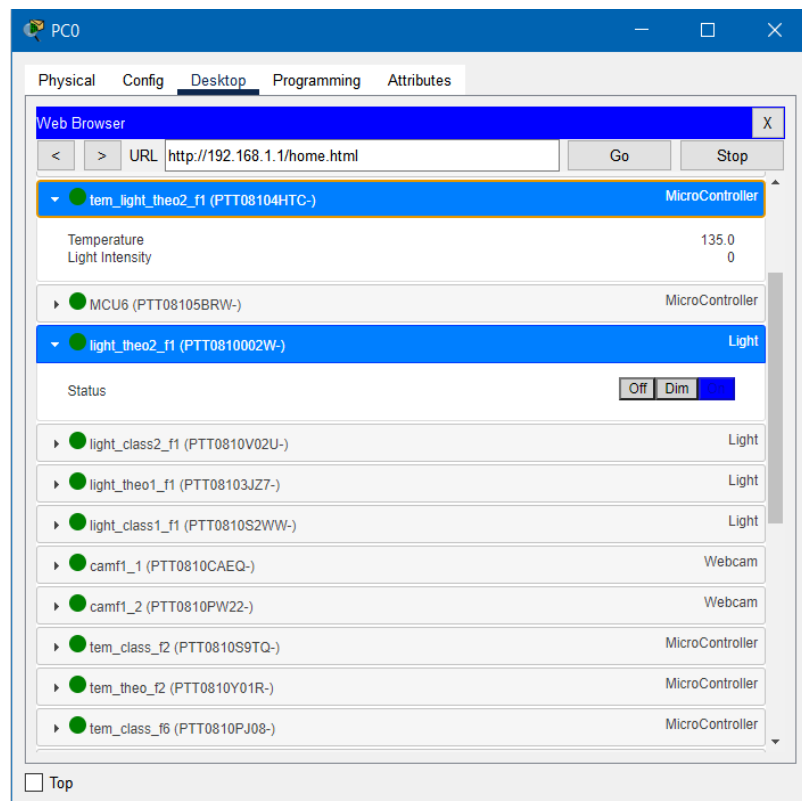 PC0
Physical Config Desktop Programming Attributes
Web Browser X
< > URL http://192.168.1.1/home.html Go Stop
tem_light_theo2_f1 (PTT08104HTC-) MicroController
Temperature 135.0
Light Intensity 0
MCU6 (PTT08105BRW-) MicroController
light_theo2_f1 (PTT0810002W-) Light
Status Off Dim
light_class2_f1 (PTT0810V02U-) Light
light_theo1_f1 (PTT08103JZ7-) Light
light_class1_f1 (PTT0810S2WW-) Light
camf1_1 (PTT0810CAEQ-) Webcam
camf1_2 (PTT0810PW22-) Webcam
tem_class_f2 (PTT0810S9TQ-) MicroController
tem_theo_f2 (PTT0810Y01R-) MicroController
tem_class_f6 (PTT0810PJ08-) MicroController
Top